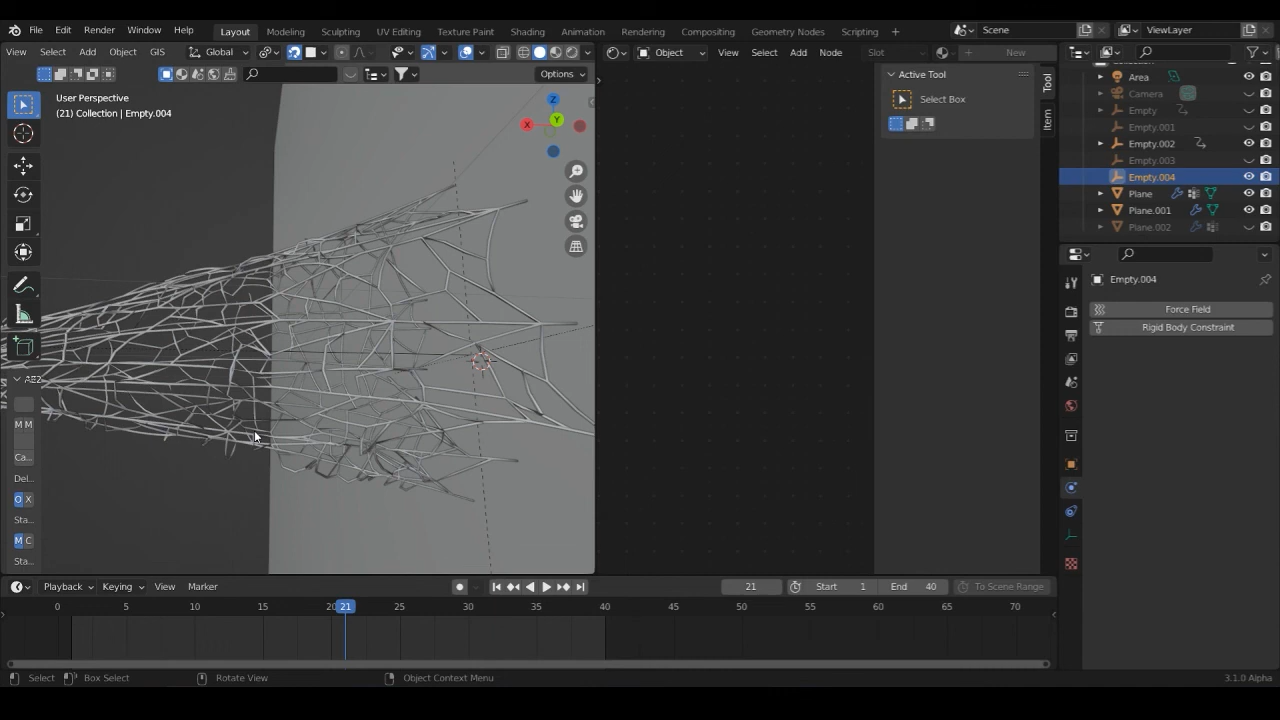 File Edit Render Window Help Layout Modeling Sculpting UV Editing Texture Paint Shading Animation Rendering Compositing Geometry Nodes Scripting + Scene ViewLayer
View Select Add Object GIS Global Object View Select Add Node Slot New
Options
Active Tool
Select Box
Tool
Item
User Perspective
(21) Collection | Empty.004
Z
Y
X
Area
Camera
Empty
Empty.001
Empty.002
Empty.003
Empty.004
Plane
Plane.001
Plane.002
Empty.004
Force Field
Rigid Body Constraint
M M
Ca...
Del...
O X
Sta...
M C
Sta...
Playback Keying View Marker 21 Start 1 End 40 To Scene Range
0 5 10 15 20 21 25 30 35 40 45 50 55 60 65 70
Select Box Select Rotate View Object Context Menu 3.1.0 Alpha